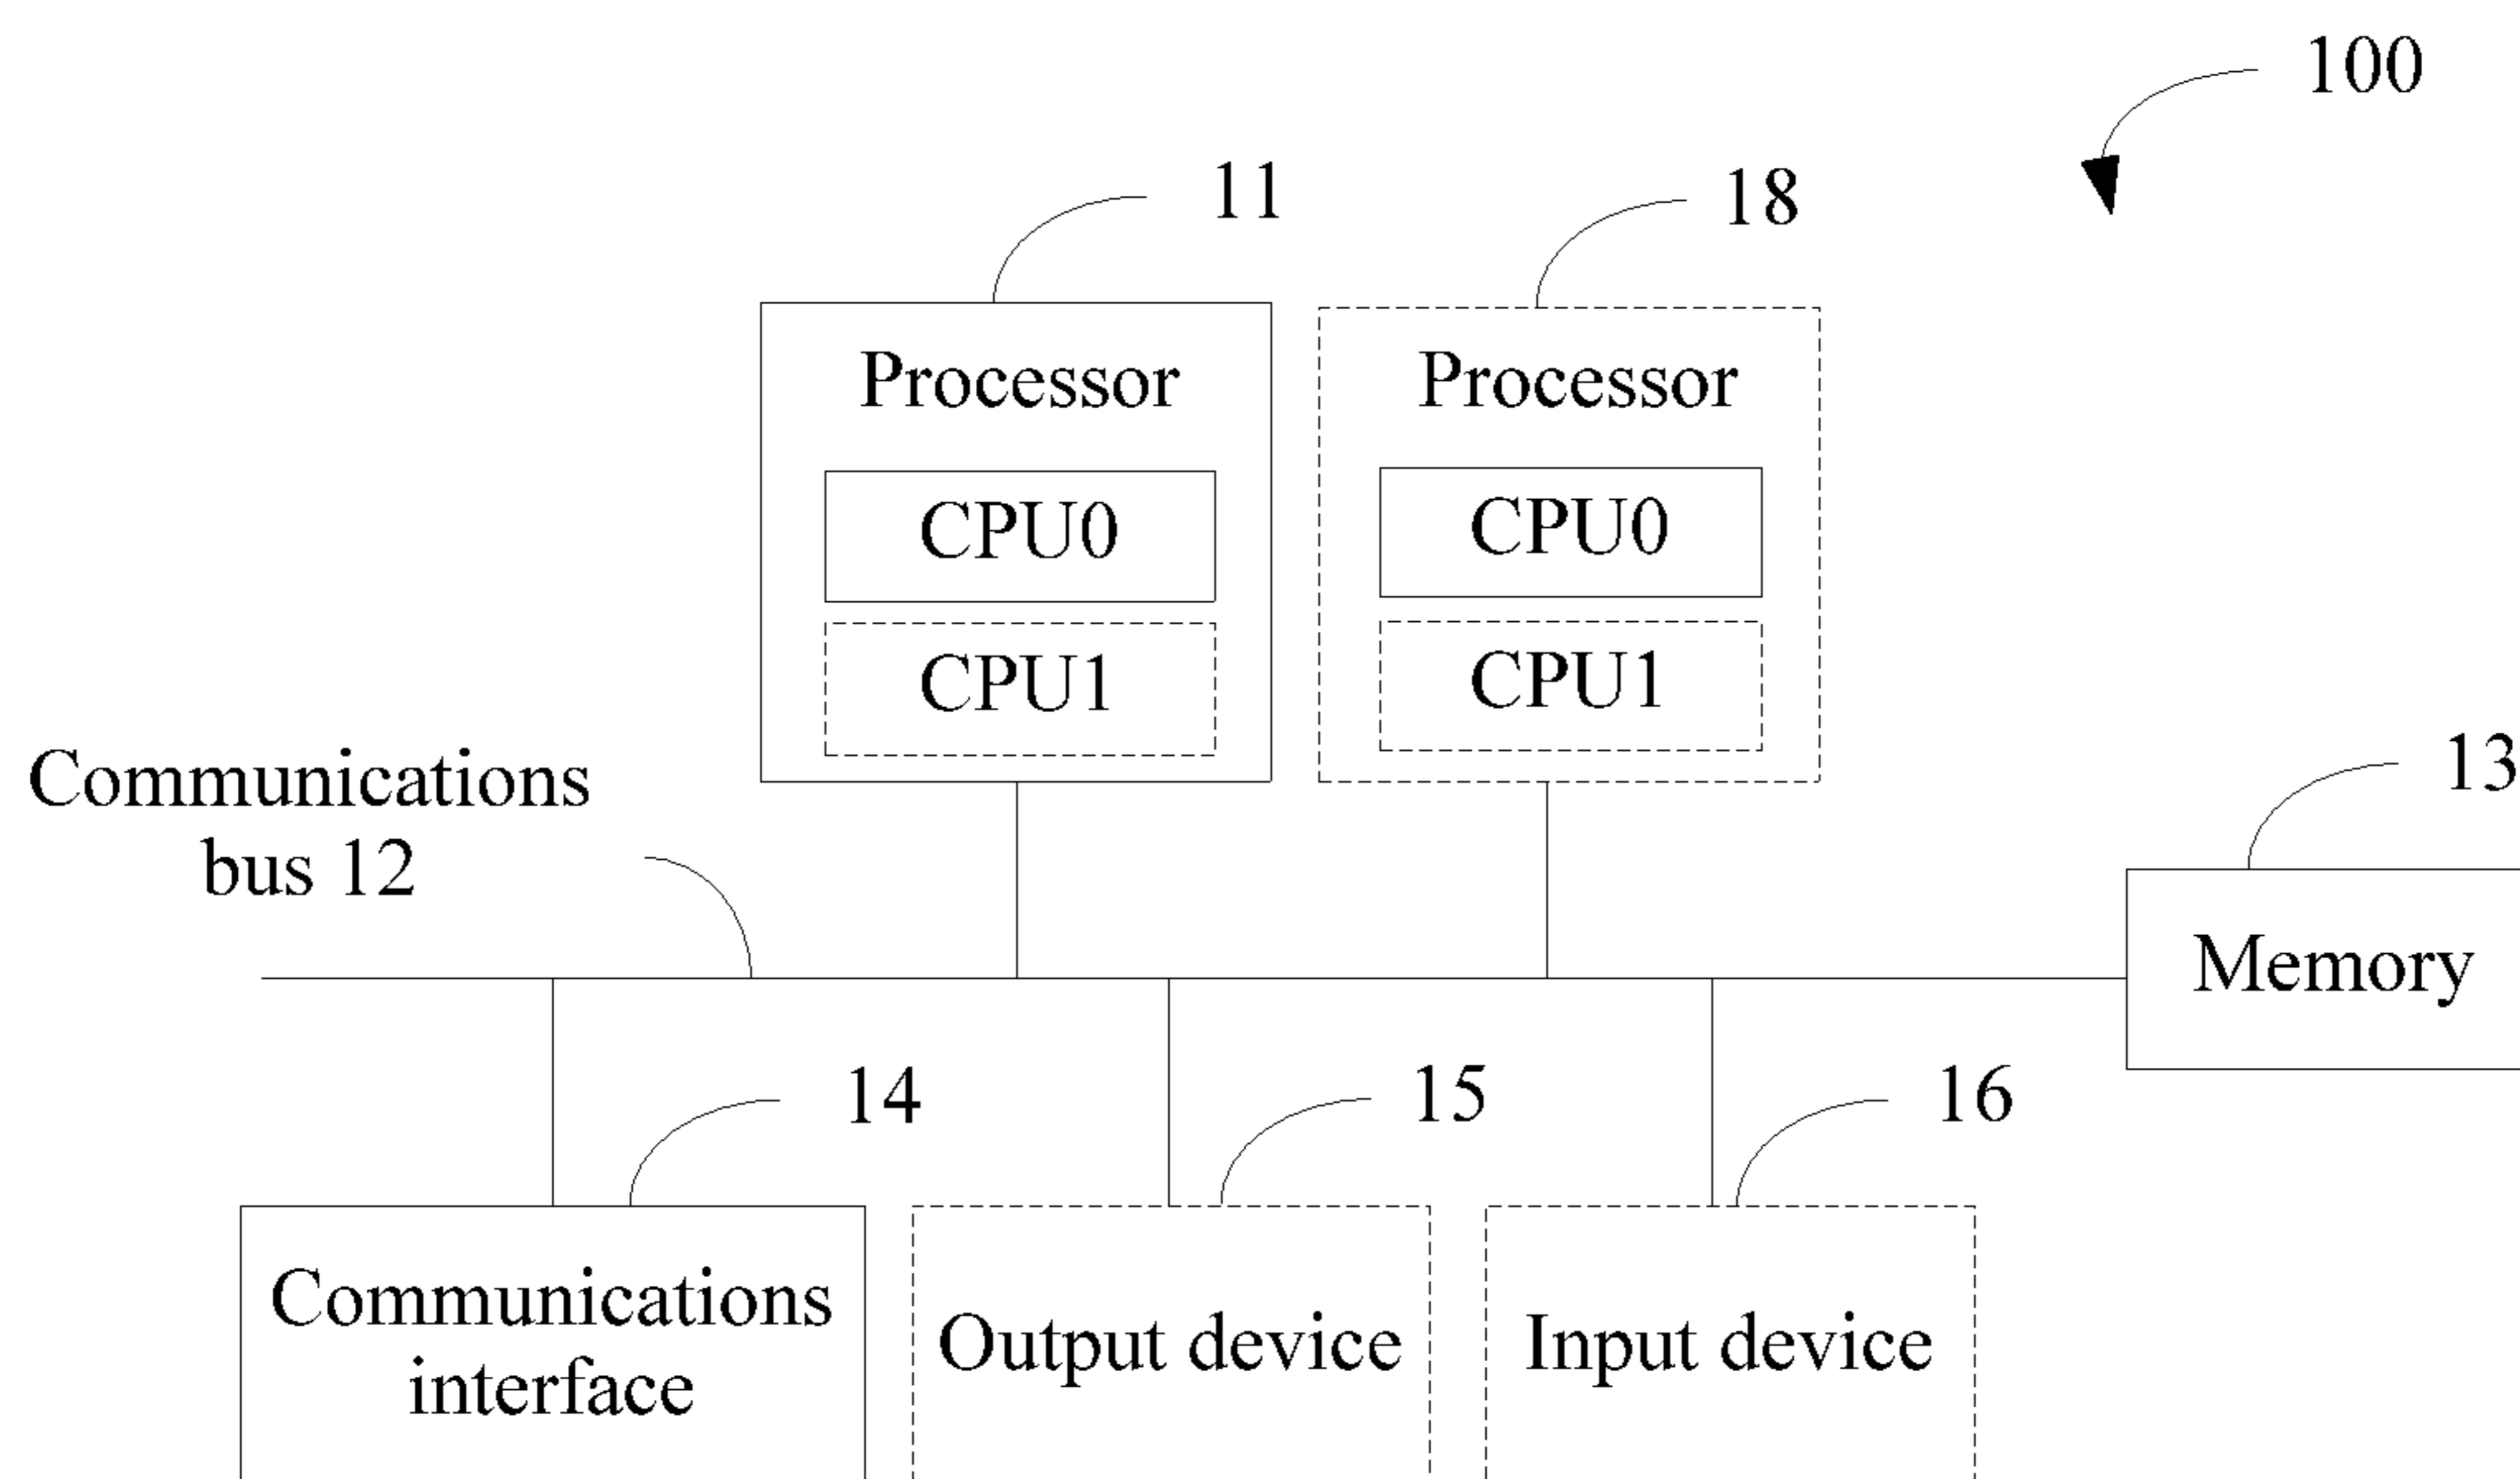 100
11
18
Processor
Processor
CPU0
CPU0
CPU1
CPU1
Communications
bus 12
13
Memory
14
15
16
Communications
interface
Output device
Input device